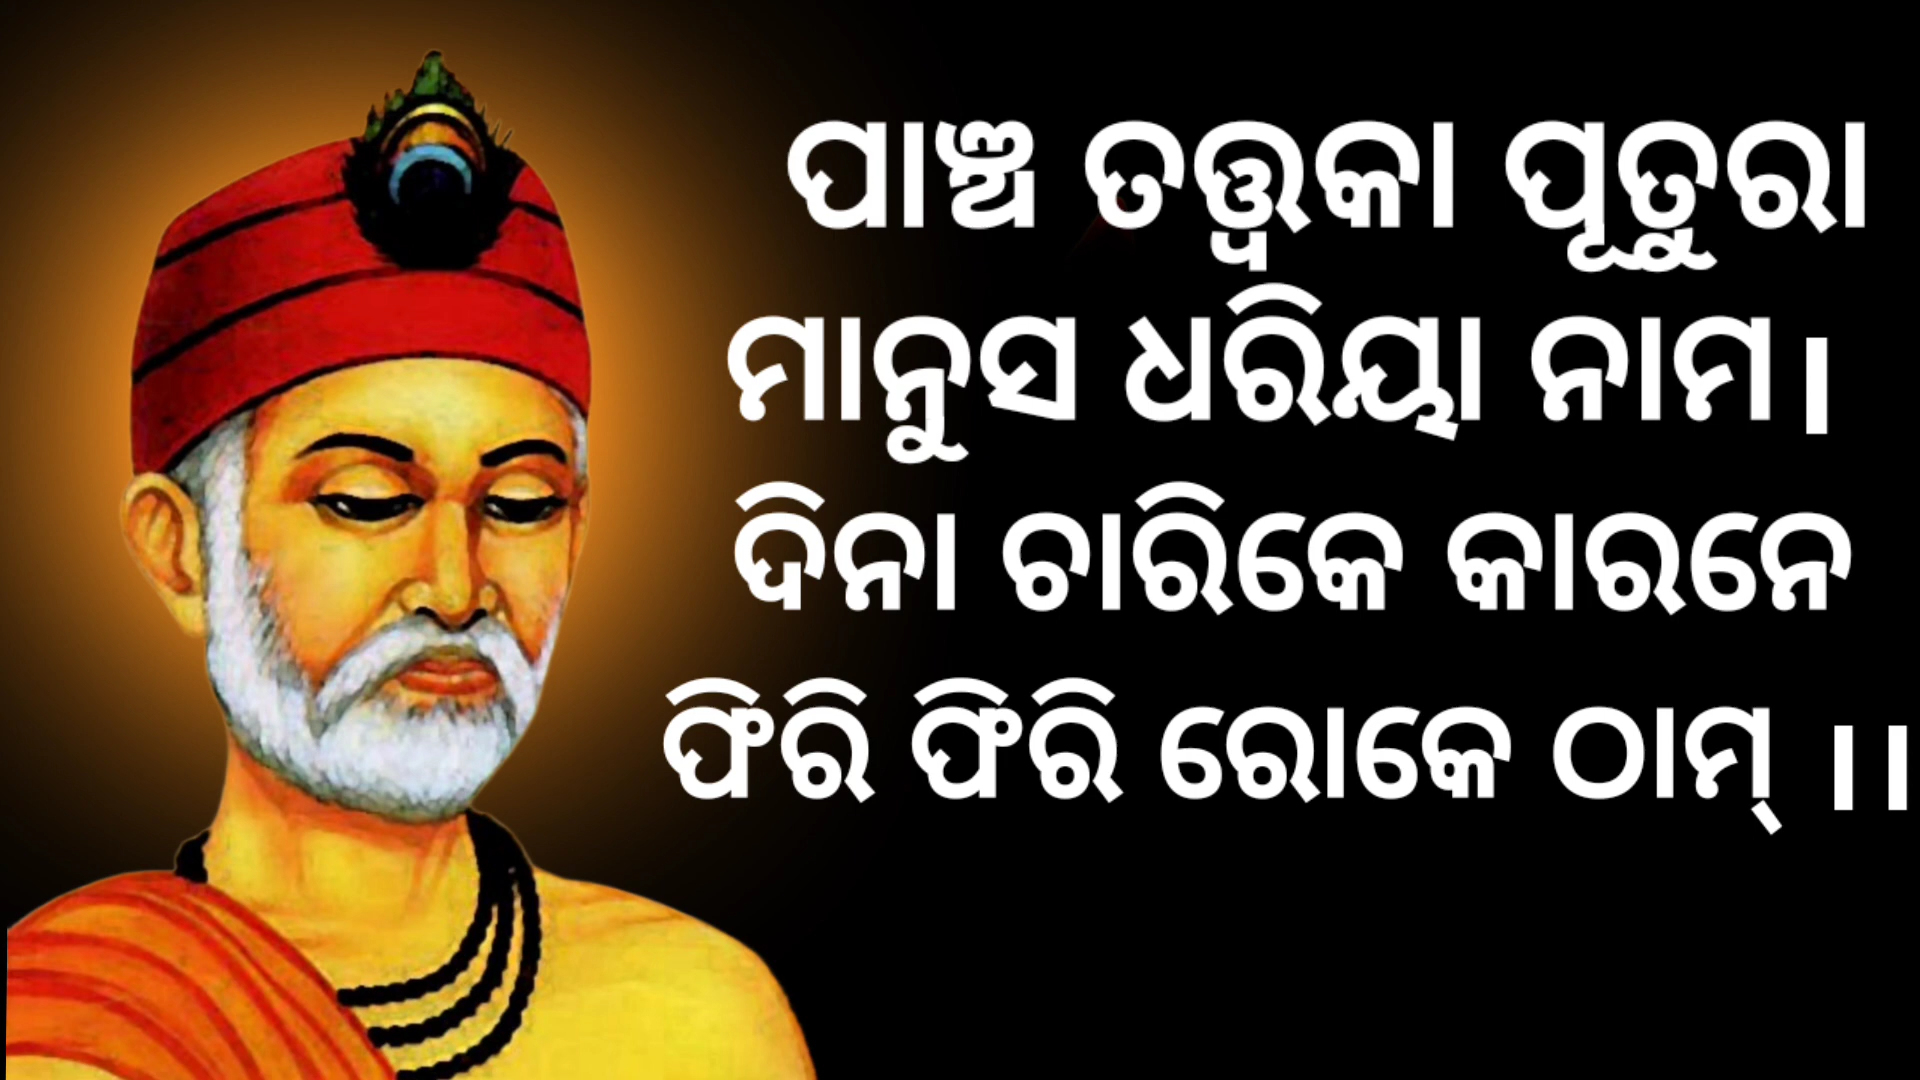 ପାଞ୍ଚ ତତ୍ତ୍ୱକା ପୂତୁରା
ମାନୁସ ଧରିୟା ନାମ।
ଦିନା ଚାରିକେ କାରନେ
ଫିରି ଫିରି ରୋକେ ଠାମ୍ ।।